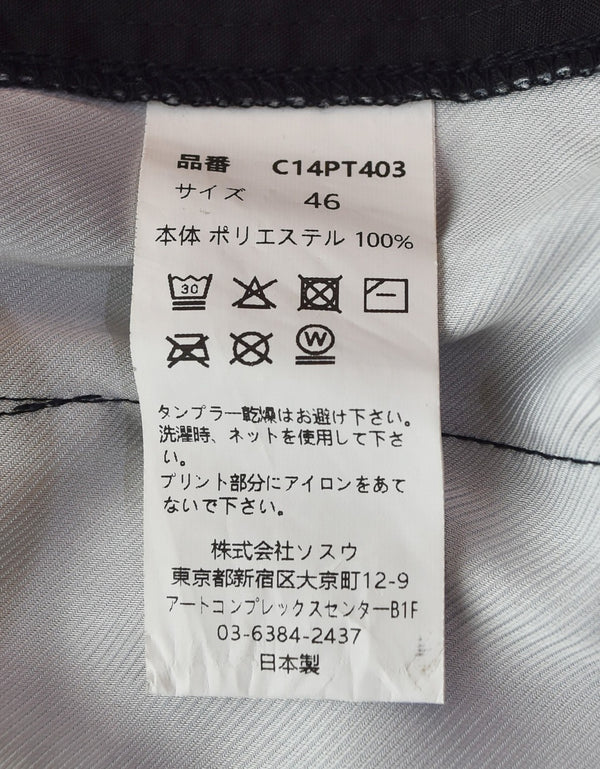 品番 C14PT403
サイズ 46
本体 ポリエステル 100%
30
W
タンブラー乾燥はお避け下さい。
洗濯時、ネットを使用して下さ
い。
プリント部分にアイロンをあて
ないで下さい。
株式会社ソスウ
東京都新宿区大京町12-9
アートコンプレックスセンターB1F
03-6384-2437
日本製